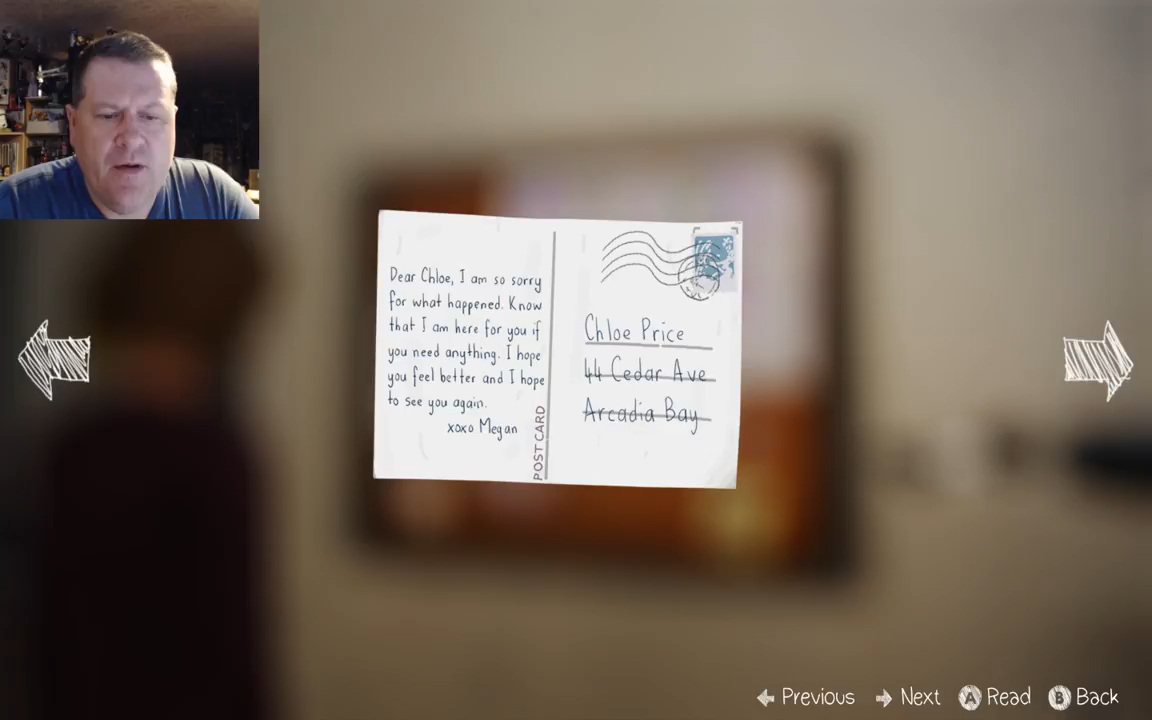 Dear Chloe, I am so sorry
for what happened. Know
that I am here for you if
you need anything. I hope
you feel better and I hope
to see you again.
xoxo Megan
POSTCARD
Chloe Price
44 Cedar Ave
Arcadia Bay
Previous
Next
A Read
B Back